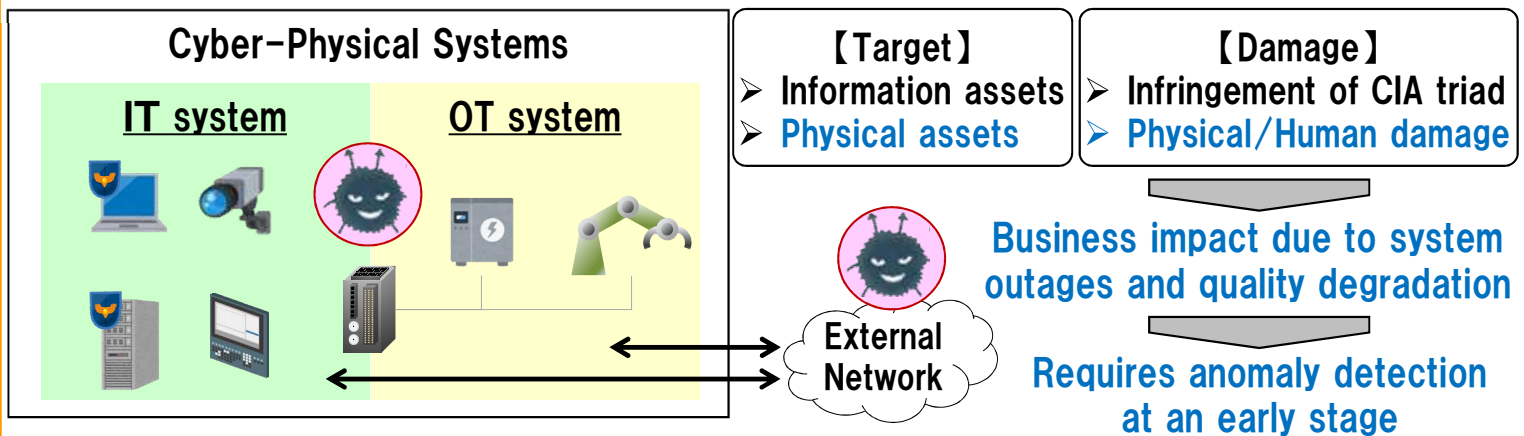 Cyber-Physical Systems
IT system
OT system
【Target】
➢ Information assets
➢ Physical assets
【Damage】
➢ Infringement of CIA triad
➢ Physical/Human damage
Business impact due to system
outages and quality degradation
External
Network
Requires anomaly detection
at an early stage